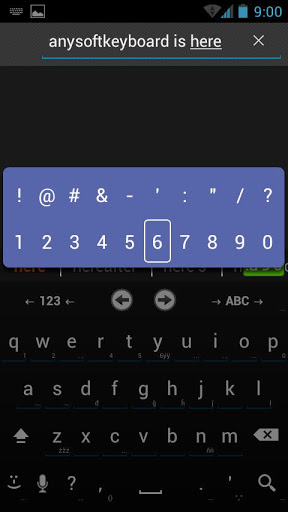 9:00
anysoftkeyboard is here
! @ # & - ' : " / ?
1 2 3 4 5 6 7 8 9 0
here hereafter here's
← 123 ← → ABC →
q w e r t y u i o p
a s d f g h j k l
z x c v b n m
? , .